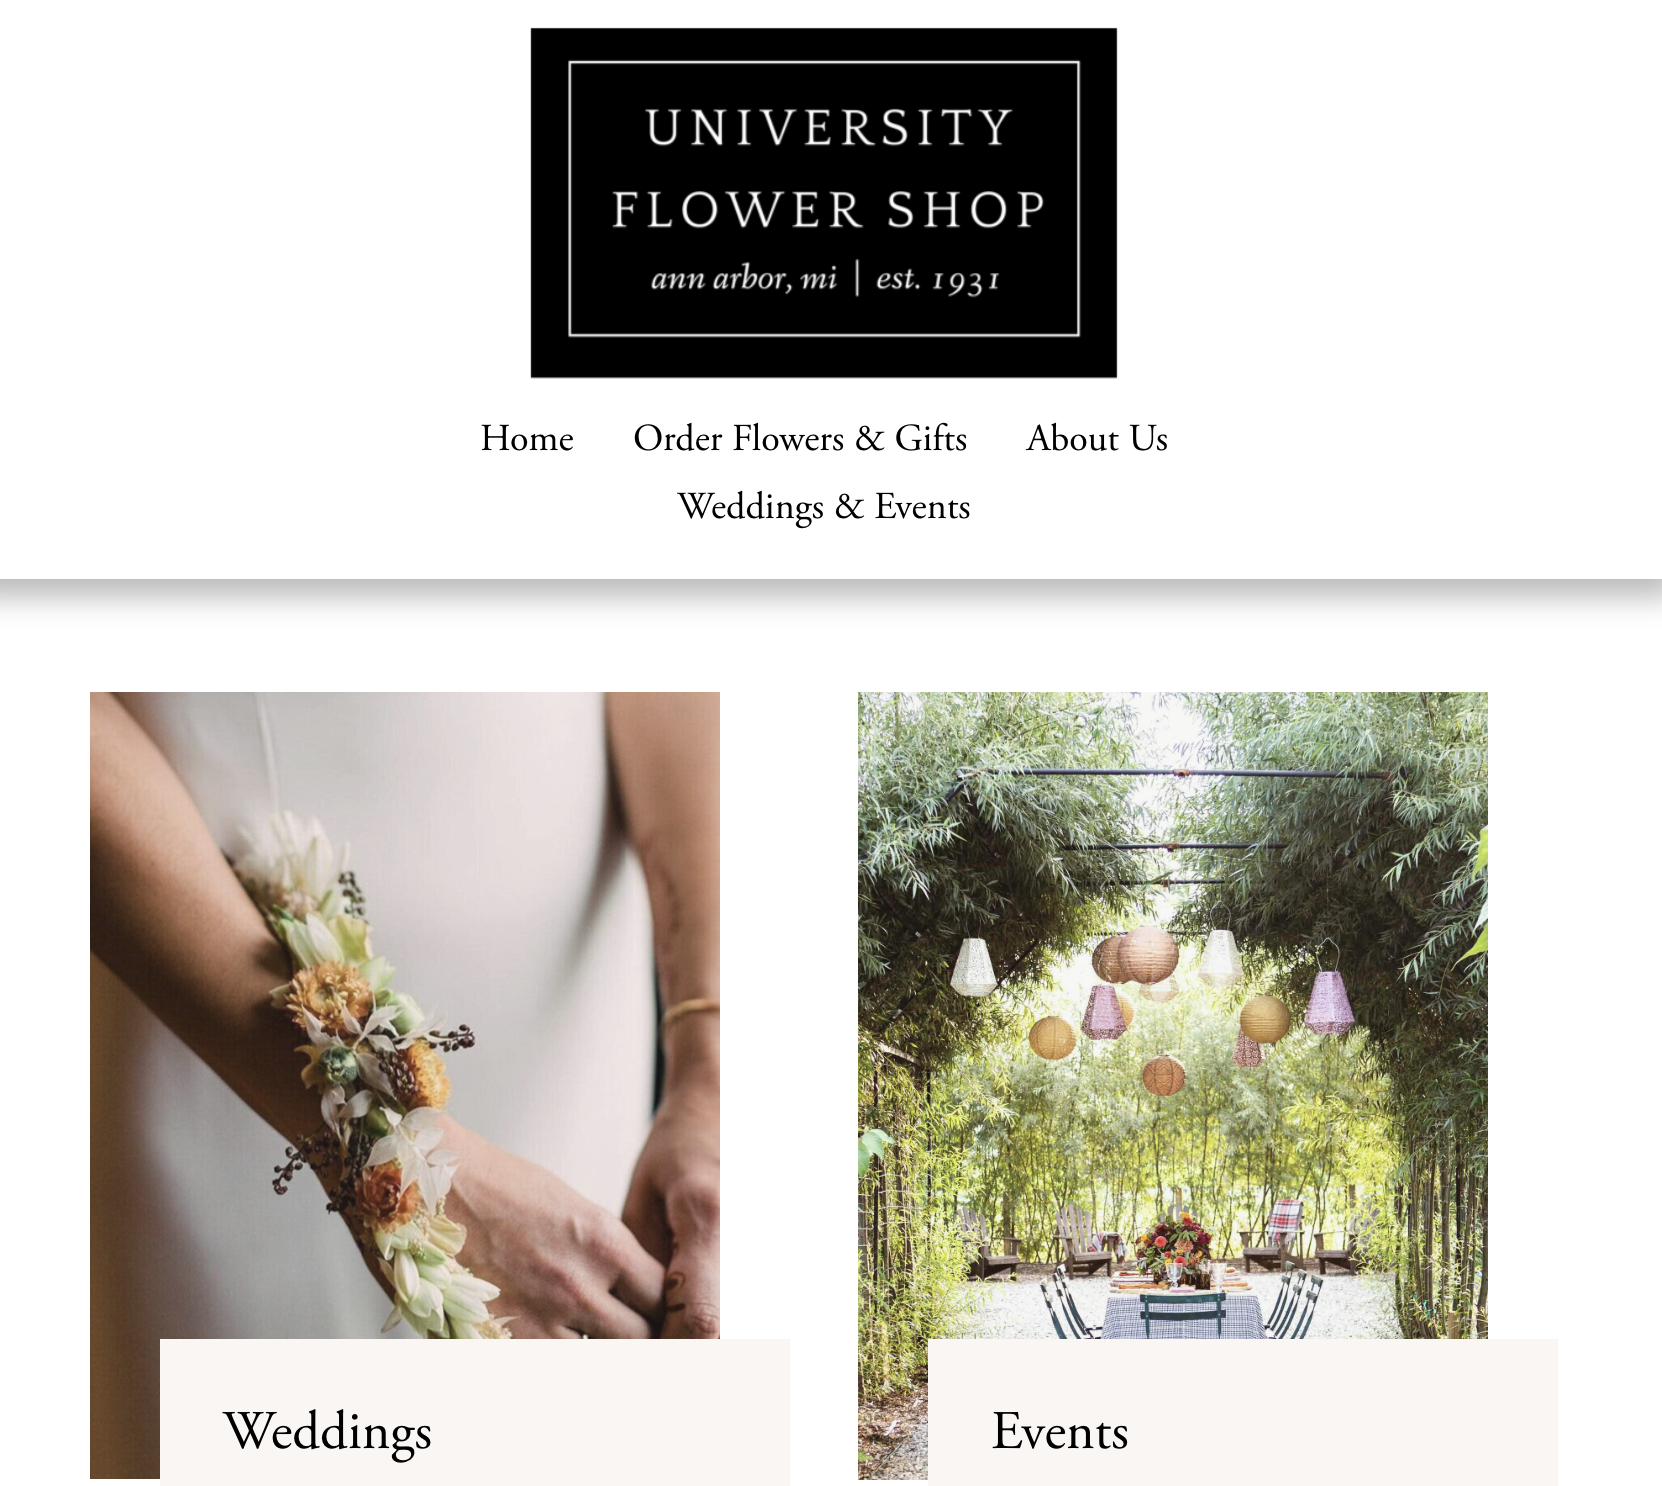 UNIVERSITY
FLOWER SHOP
ann arbor, mi | est. 1931
Home Order Flowers & Gifts About Us
Weddings & Events
Weddings
Events